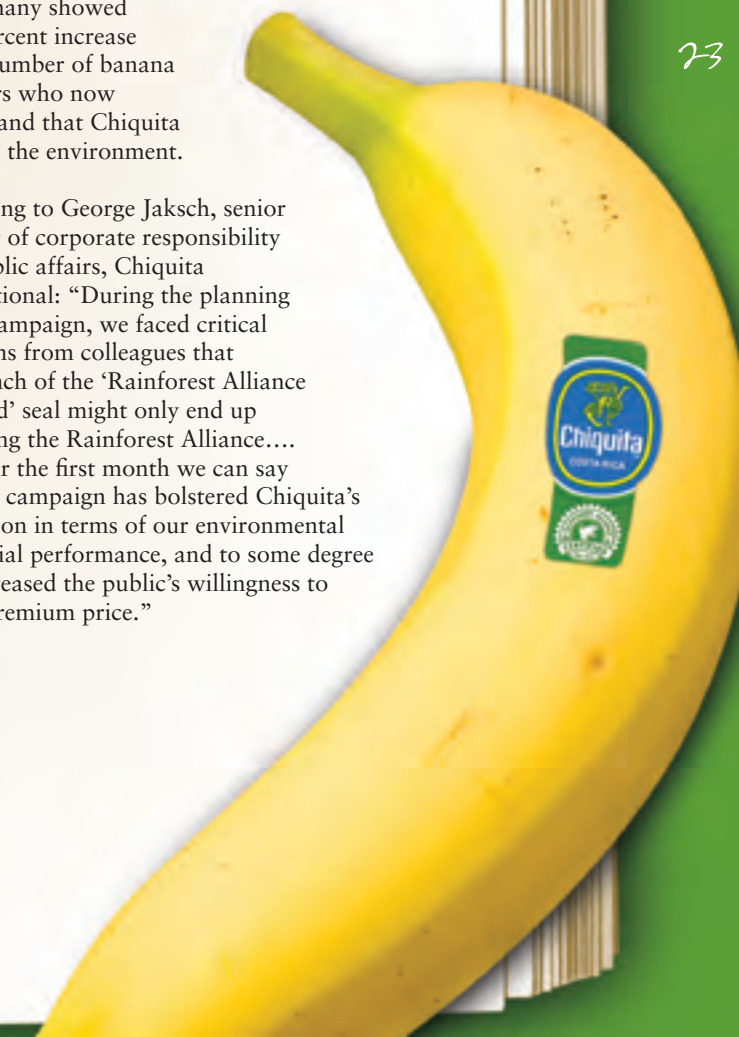 many showed
rcent increase
umber of banana
rs who now
and that Chiquita
the environment.
ng to George Jaksch, senior
of corporate responsibility
blic affairs, Chiquita
tional: “During the planning
ampaign, we faced critical
ns from colleagues that
nch of the ‘Rainforest Alliance
d’ seal might only end up
ng the Rainforest Alliance….
r the first month we can say
campaign has bolstered Chiquita’s
on in terms of our environmental
ial performance, and to some degree
reased the public’s willingness to
remium price.”
23
Chiquita
COSTA RICA